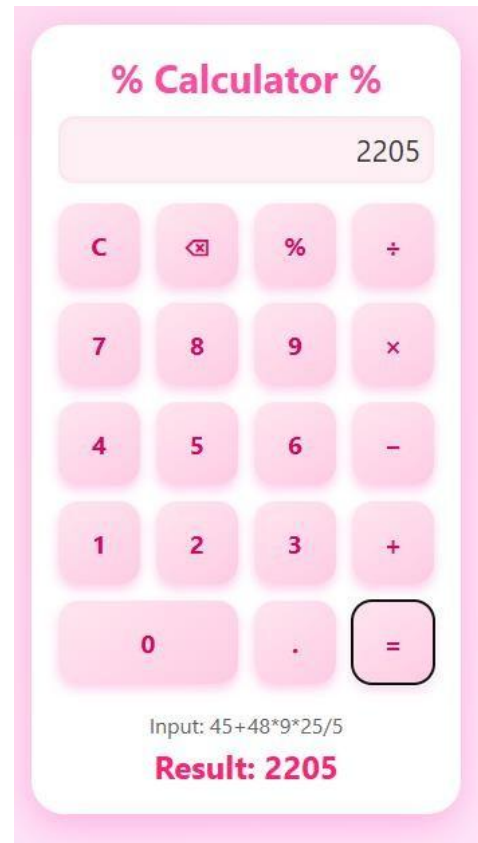 % Calculator %
2205
C ⌫ % ÷
7 8 9 ×
4 5 6 −
1 2 3 +
0 . =
Input: 45+48*9*25/5
Result: 2205